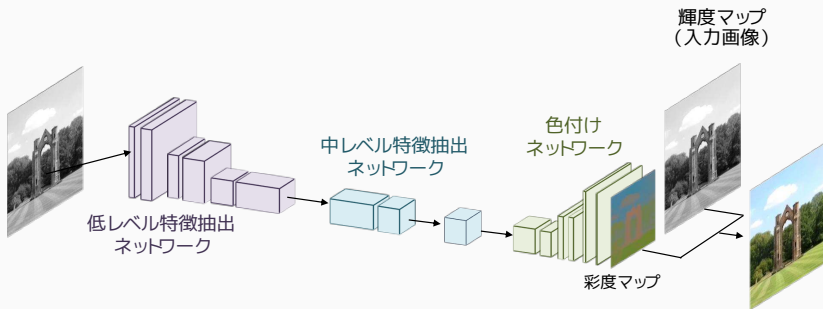 輝度マップ
(入力画像)
色付け
ネットワーク
中レベル特徴抽出
ネットワーク
低レベル特徴抽出
ネットワーク
彩度マップ